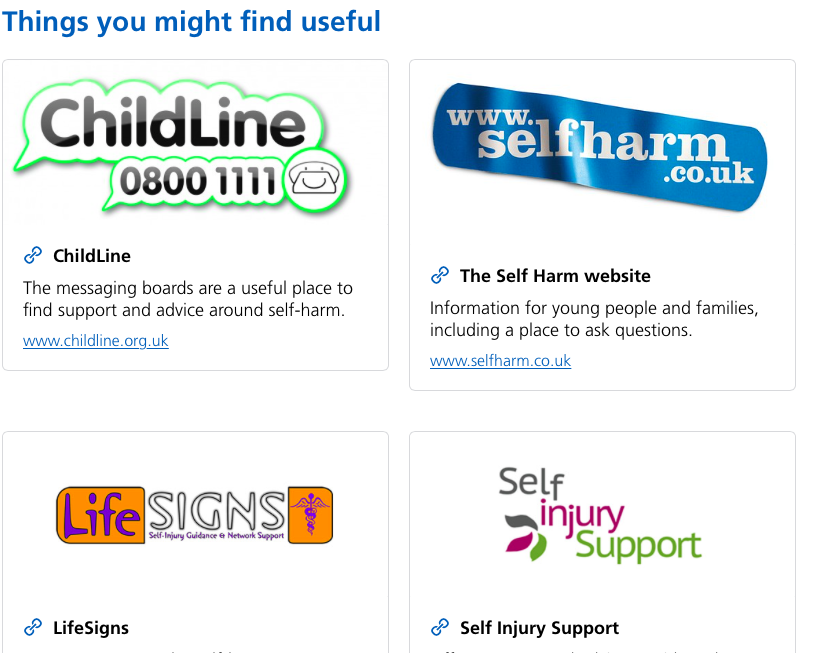 Things you might find useful
ChildLine
0800 1111
ChildLine
The messaging boards are a useful place to
find support and advice around self-harm.
www.childline.org.uk
www.
selfharm
.co.uk
The Self Harm website
Information for young people and families,
including a place to ask questions.
www.selfharm.co.uk
LifeSIGNS
Self-Injury Guidance & Network Support
LifeSigns
Self
injury
Support
Self Injury Support